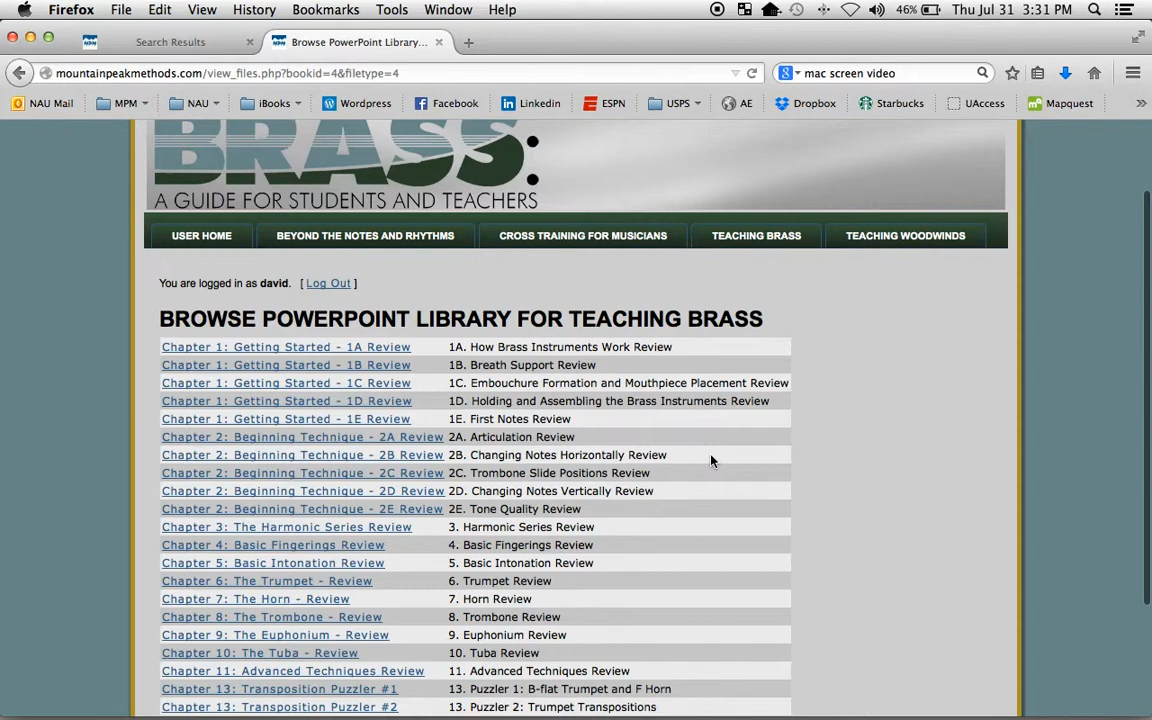 Firefox File Edit View History Bookmarks Tools Window Help 46% Thu Jul 31 3:31 PM
Search Results Browse PowerPoint Library...
mountainpeakmethods.com/view_files.php?bookid=4&filetype=4 mac screen video
NAU Mail MPM NAU iBooks Wordpress Facebook Linkedin ESPN USPS AE Dropbox Starbucks UAccess Mapquest
BRASS:
A GUIDE FOR STUDENTS AND TEACHERS
USER HOME BEYOND THE NOTES AND RHYTHMS CROSS TRAINING FOR MUSICIANS TEACHING BRASS TEACHING WOODWINDS
You are logged in as david. [ Log Out ]
BROWSE POWERPOINT LIBRARY FOR TEACHING BRASS
Chapter 1: Getting Started - 1A Review 1A. How Brass Instruments Work Review
Chapter 1: Getting Started - 1B Review 1B. Breath Support Review
Chapter 1: Getting Started - 1C Review 1C. Embouchure Formation and Mouthpiece Placement Review
Chapter 1: Getting Started - 1D Review 1D. Holding and Assembling the Brass Instruments Review
Chapter 1: Getting Started - 1E Review 1E. First Notes Review
Chapter 2: Beginning Technique - 2A Review 2A. Articulation Review
Chapter 2: Beginning Technique - 2B Review 2B. Changing Notes Horizontally Review
Chapter 2: Beginning Technique - 2C Review 2C. Trombone Slide Positions Review
Chapter 2: Beginning Technique - 2D Review 2D. Changing Notes Vertically Review
Chapter 2: Beginning Technique - 2E Review 2E. Tone Quality Review
Chapter 3: The Harmonic Series Review 3. Harmonic Series Review
Chapter 4: Basic Fingerings Review 4. Basic Fingerings Review
Chapter 5: Basic Intonation Review 5. Basic Intonation Review
Chapter 6: The Trumpet - Review 6. Trumpet Review
Chapter 7: The Horn - Review 7. Horn Review
Chapter 8: The Trombone - Review 8. Trombone Review
Chapter 9: The Euphonium - Review 9. Euphonium Review
Chapter 10: The Tuba - Review 10. Tuba Review
Chapter 11: Advanced Techniques Review 11. Advanced Techniques Review
Chapter 13: Transposition Puzzler #1 13. Puzzler 1: B-flat Trumpet and F Horn
Chapter 13: Transposition Puzzler #2 13. Puzzler 2: Trumpet Transpositions